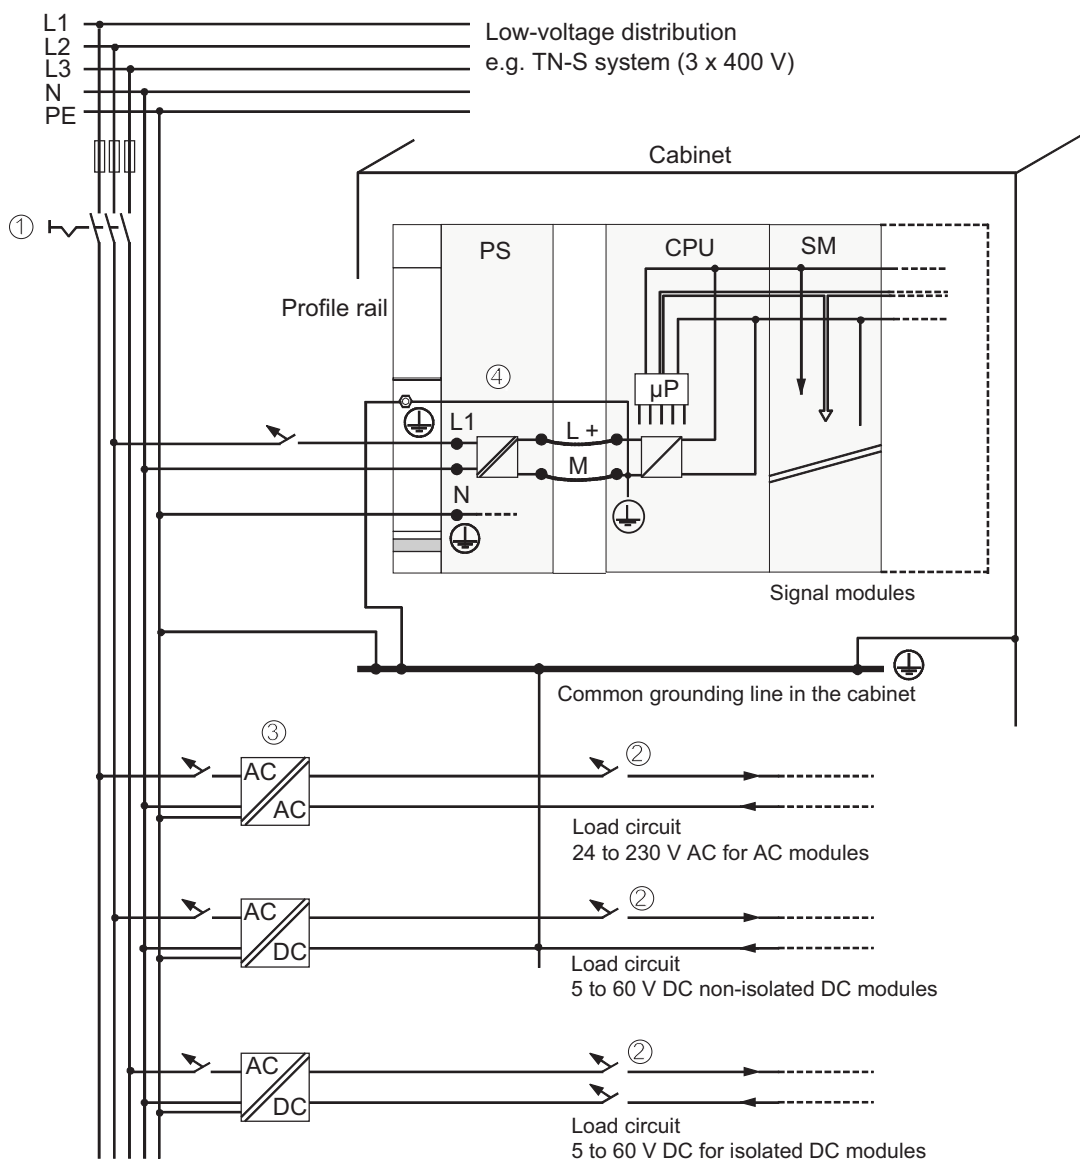 L1
L2
L3
N
PE
Low-voltage distribution
e.g. TN-S system (3 x 400 V)
Cabinet
①
PS
CPU
SM
Profile rail
④
µP
L1
L +
M
N
Signal modules
Common grounding line in the cabinet
③
②
AC
AC
Load circuit
24 to 230 V AC for AC modules
②
AC
DC
Load circuit
5 to 60 V DC non-isolated DC modules
②
AC
DC
Load circuit
5 to 60 V DC for isolated DC modules